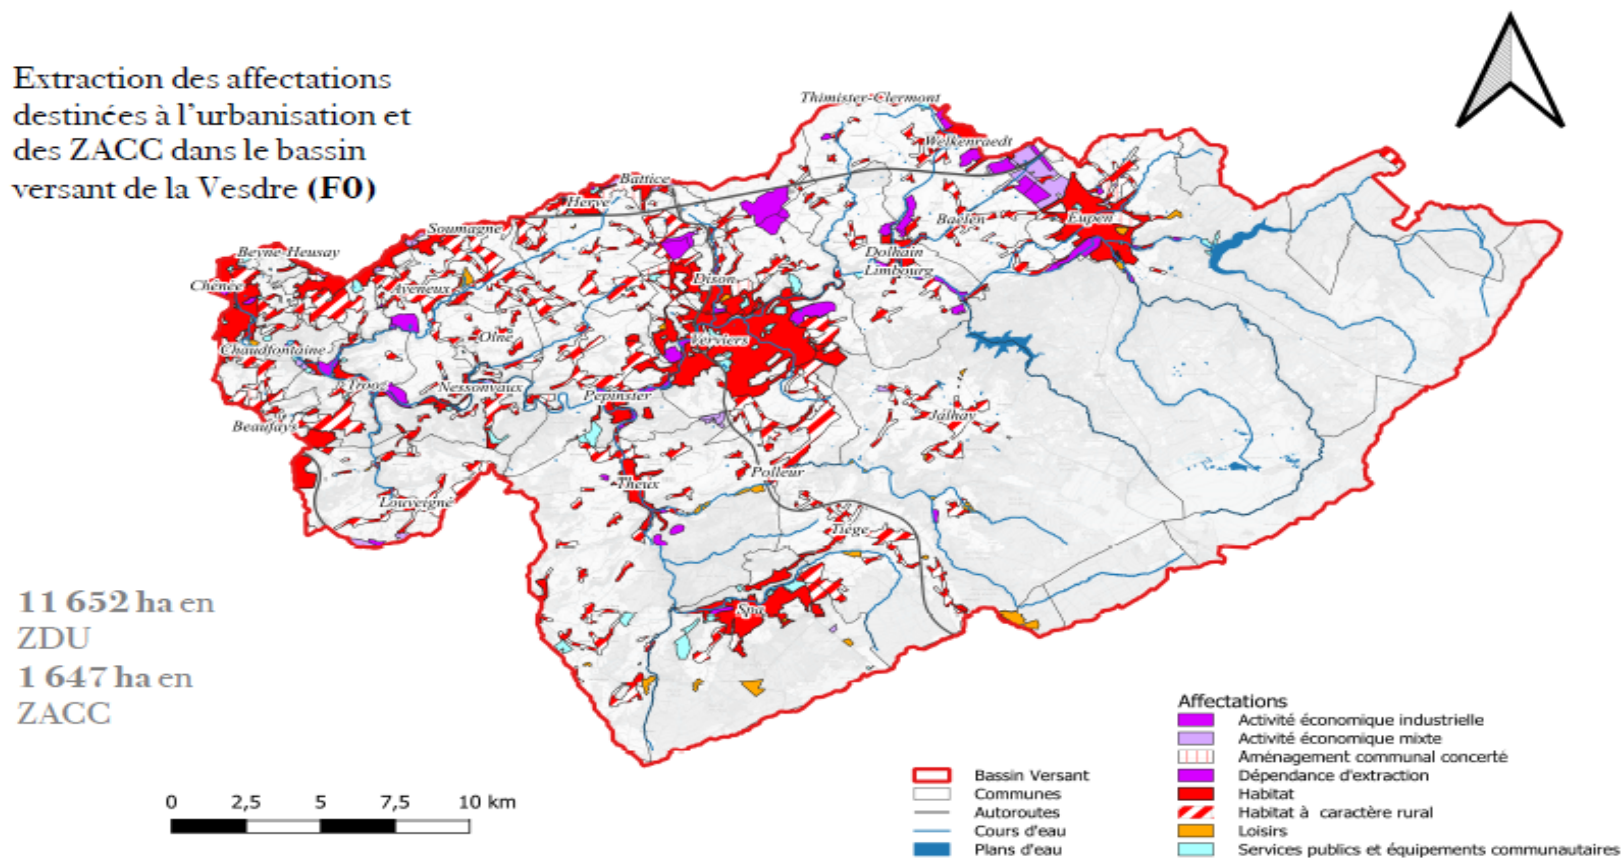 Extraction des affectations
destinées à l'urbanisation et
des ZACC dans le bassin
versant de la Vesdre (F0)
Thimister-Clermont
Welkenraedt
Battice
Herve
Soumagne
Baelen
Eupen
Beyne-Heusay
Dolhain
Limbourg
Chênée
Aveneux
Dison
Olne
Verviers
Chaudfontaine
Trooz
Nessonvaux
Pepinster
Beaufays
Jalhay
Polleur
Theux
Louveigné
Tiège
Spa
11 652 ha en
ZDU
1 647 ha en
ZACC
0 2,5 5 7,5 10 km
Bassin Versant
Communes
Autoroutes
Cours d'eau
Plans d'eau
Affectations
Activité économique industrielle
Activité économique mixte
Aménagement communal concerté
Dépendance d'extraction
Habitat
Habitat à caractère rural
Loisirs
Services publics et équipements communautaires